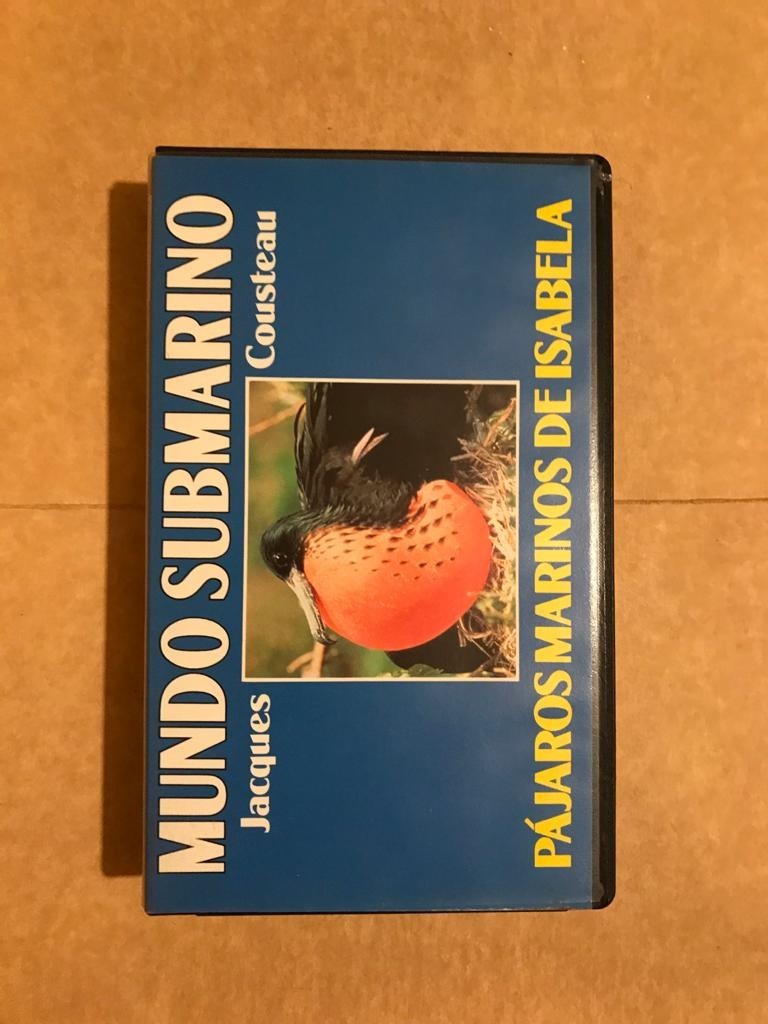 MUNDO SUBMARINO
Jacques Cousteau
PÁJAROS MARINOS DE ISABELA